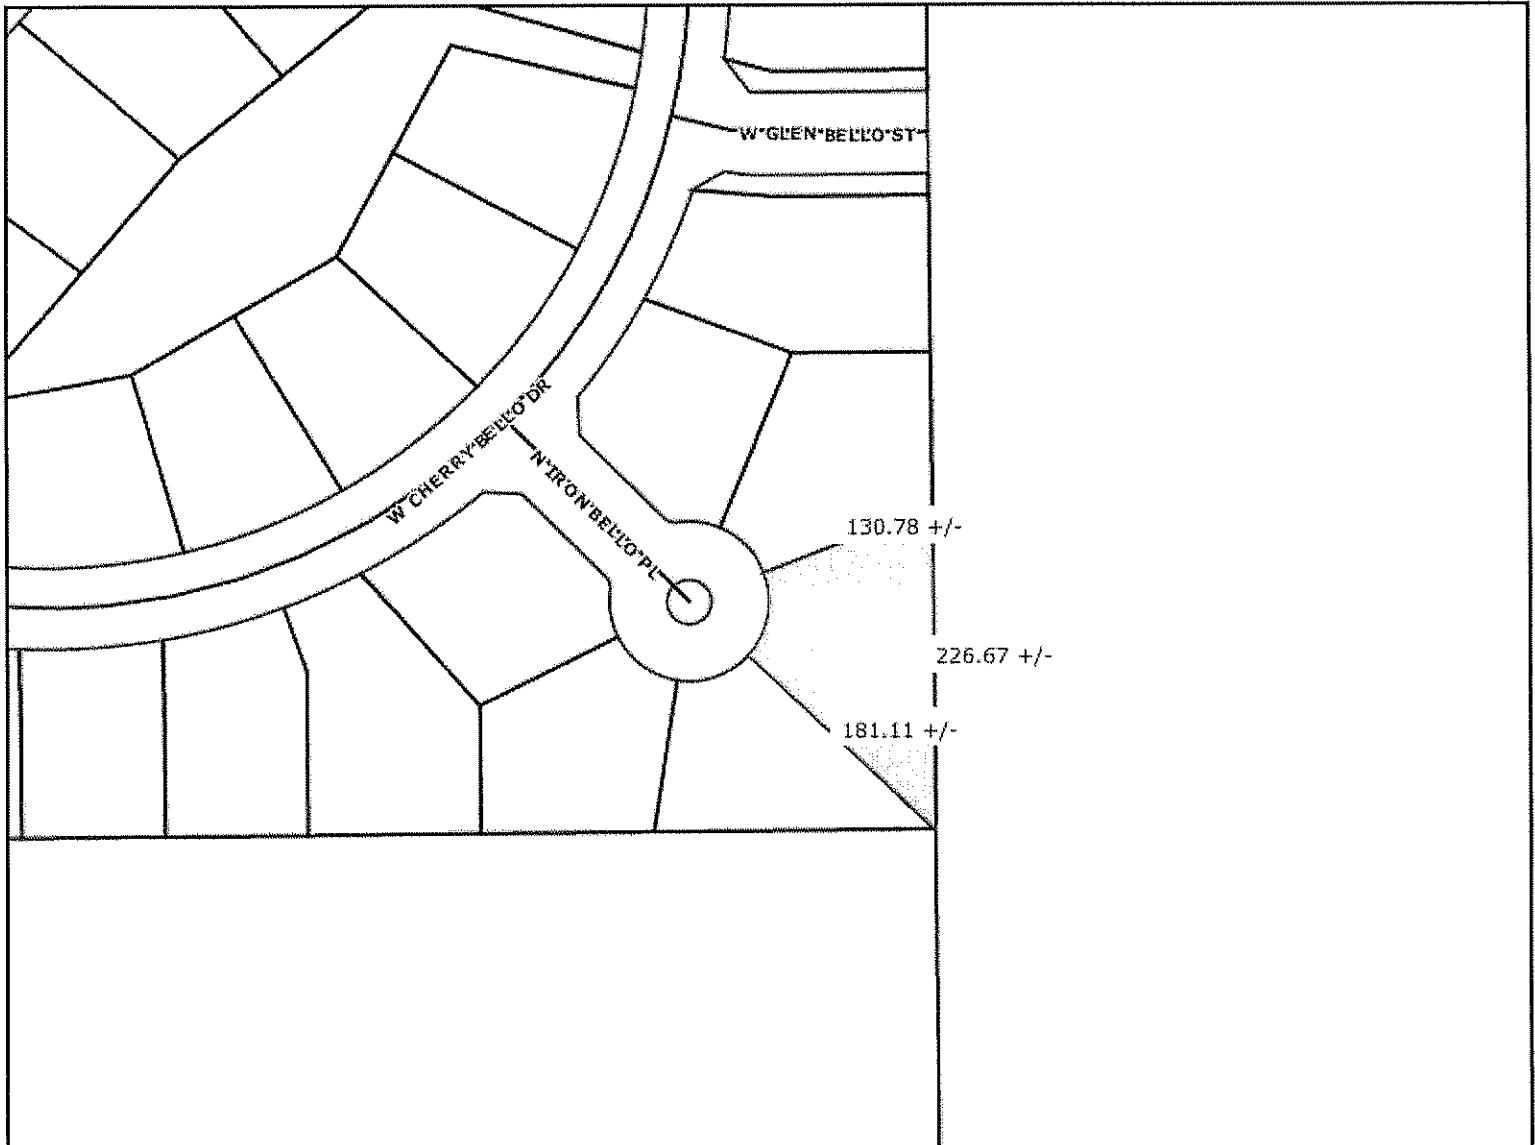 W GLEN BELLO ST
W CHERRY BELLO DR
N IRON BELLO PL
130.78 +/-
226.67 +/-
181.11 +/-